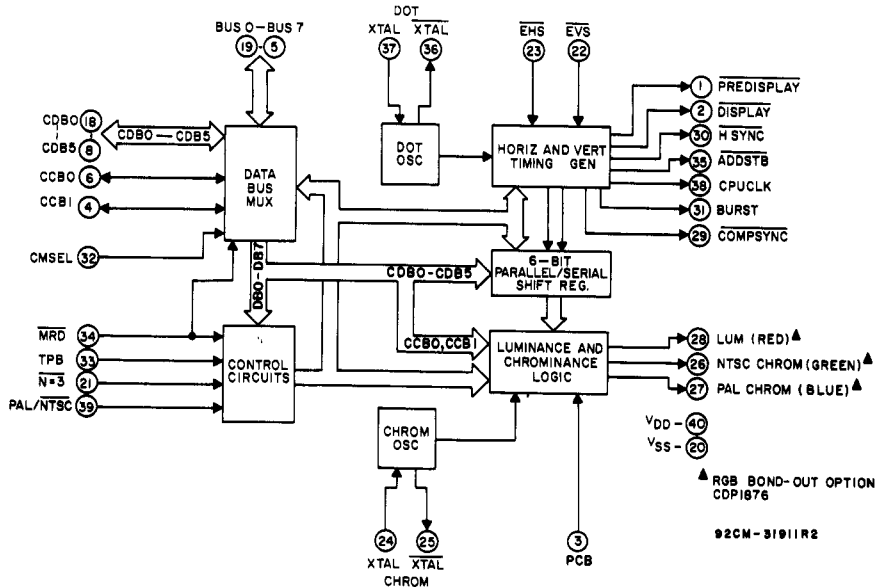 BUS 0—BUS 7
19 - 5
DOT
XTAL XTAL
37 36
EHS EVS
23 22
1 PREDISPLAY
2 DISPLAY
30 H SYNC
35 ADDSTB
38 CPUCLK
31 BURST
29 COMPSYNC
CDB0 18
CDB5 8
CDB0—CDB5
CCB0 6
CCB1 4
CMSEL 32
DATA
BUS
MUX
DOT
OSC
HORIZ AND VERT
TIMING GEN
DB0-DB7
CDB0-CDB5
6-BIT
PARALLEL/SERIAL
SHIFT REG.
CCB0, CCB1
MRD 34
TPB 33
N=3 21
PAL/NTSC 39
CONTROL
CIRCUITS
LUMINANCE AND
CHROMINANCE
LOGIC
28 LUM (RED)▲
26 NTSC CHROM (GREEN)▲
27 PAL CHROM (BLUE)▲
CHROM
OSC
VDD - 40
VSS - 20
▲ RGB BOND-OUT OPTION
CDP1876
24 25
XTAL XTAL
CHROM
3
PCB
92CM-31911R2